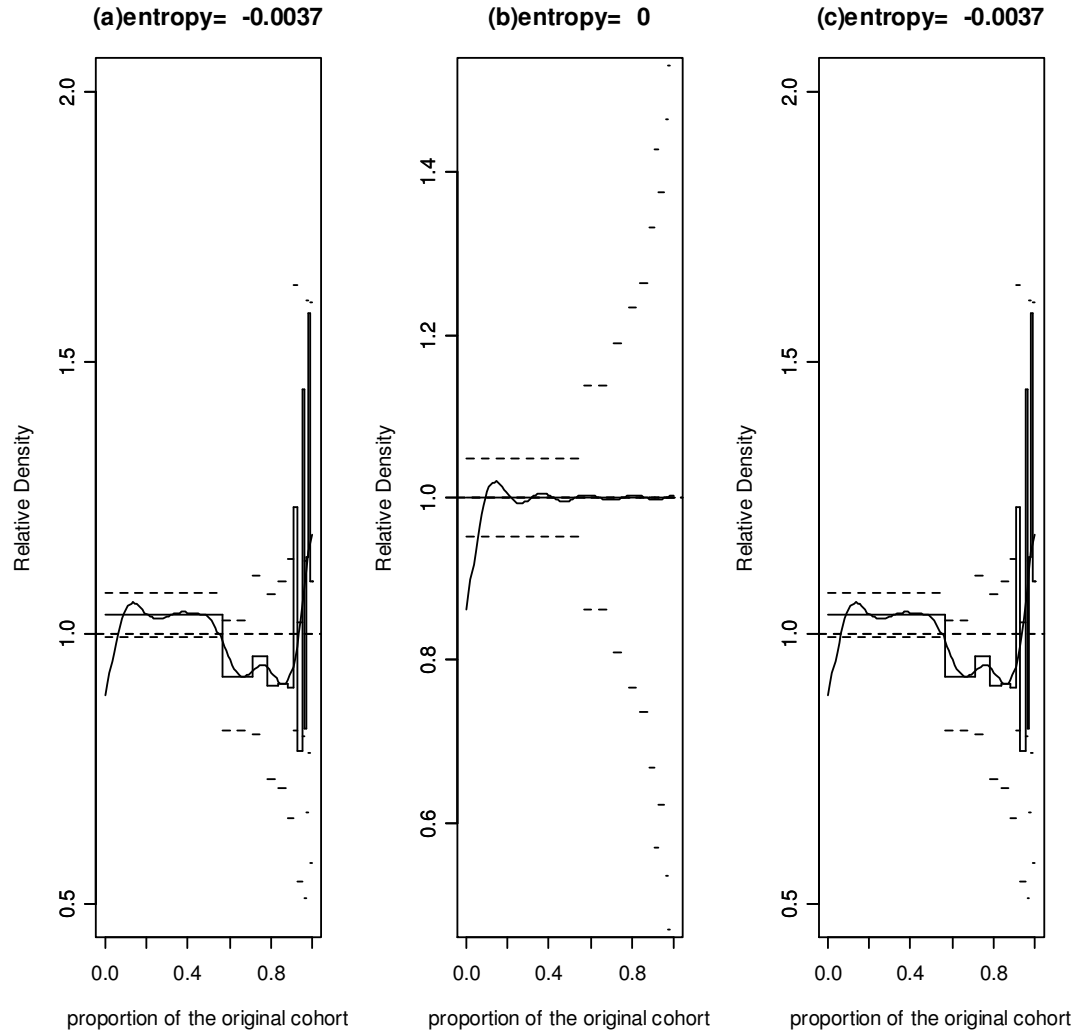 (a)entropy= -0.0037
2.0
1.5
1.0
0.5
Relative Density
0.0 0.4 0.8
proportion of the original cohort
(b)entropy= 0
1.4
1.2
1.0
0.8
0.6
Relative Density
0.0 0.4 0.8
proportion of the original cohort
(c)entropy= -0.0037
2.0
1.5
1.0
0.5
Relative Density
0.0 0.4 0.8
proportion of the original cohort